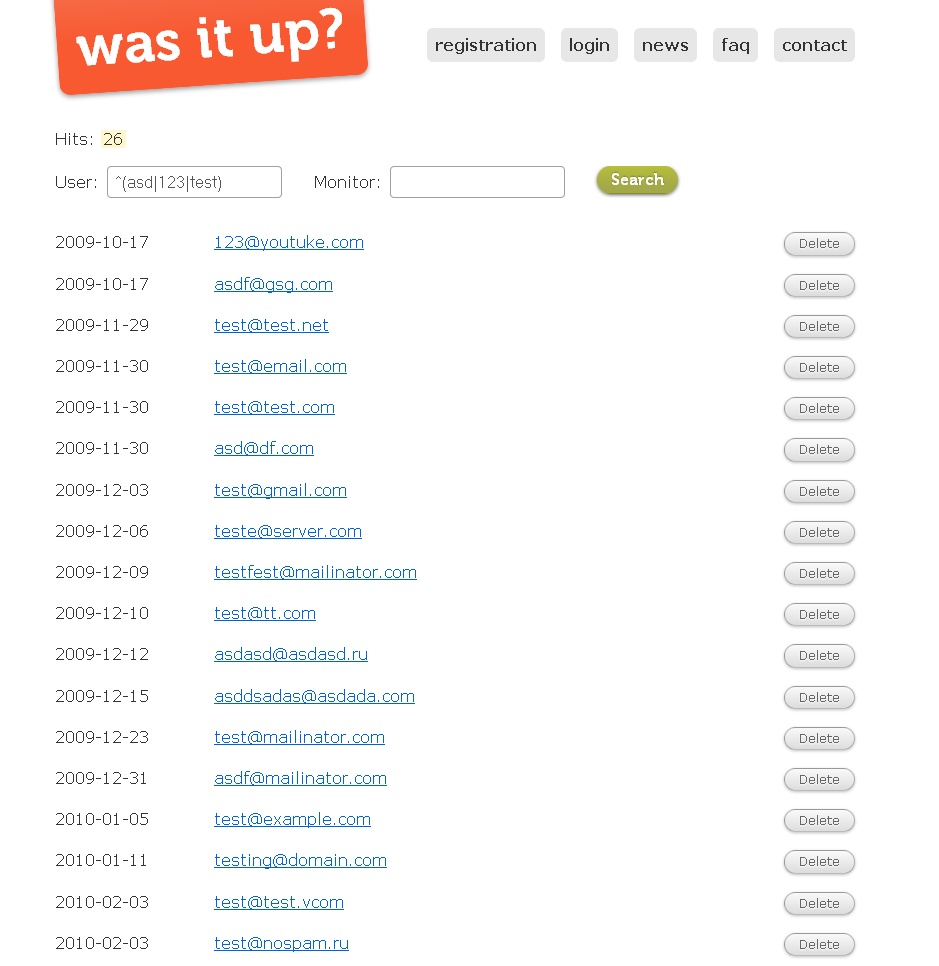 was it up?
registration login news faq contact
Hits: 26
User: ^(asd|123|test) Monitor: Search
2009-10-17 123@youtuke.com Delete
2009-10-17 asdf@gsg.com Delete
2009-11-29 test@test.net Delete
2009-11-30 test@email.com Delete
2009-11-30 test@test.com Delete
2009-11-30 asd@df.com Delete
2009-12-03 test@gmail.com Delete
2009-12-06 teste@server.com Delete
2009-12-09 testfest@mailinator.com Delete
2009-12-10 test@tt.com Delete
2009-12-12 asdasd@asdasd.ru Delete
2009-12-15 asddsadas@asdada.com Delete
2009-12-23 test@mailinator.com Delete
2009-12-31 asdf@mailinator.com Delete
2010-01-05 test@example.com Delete
2010-01-11 testing@domain.com Delete
2010-02-03 test@test.vcom Delete
2010-02-03 test@nospam.ru Delete